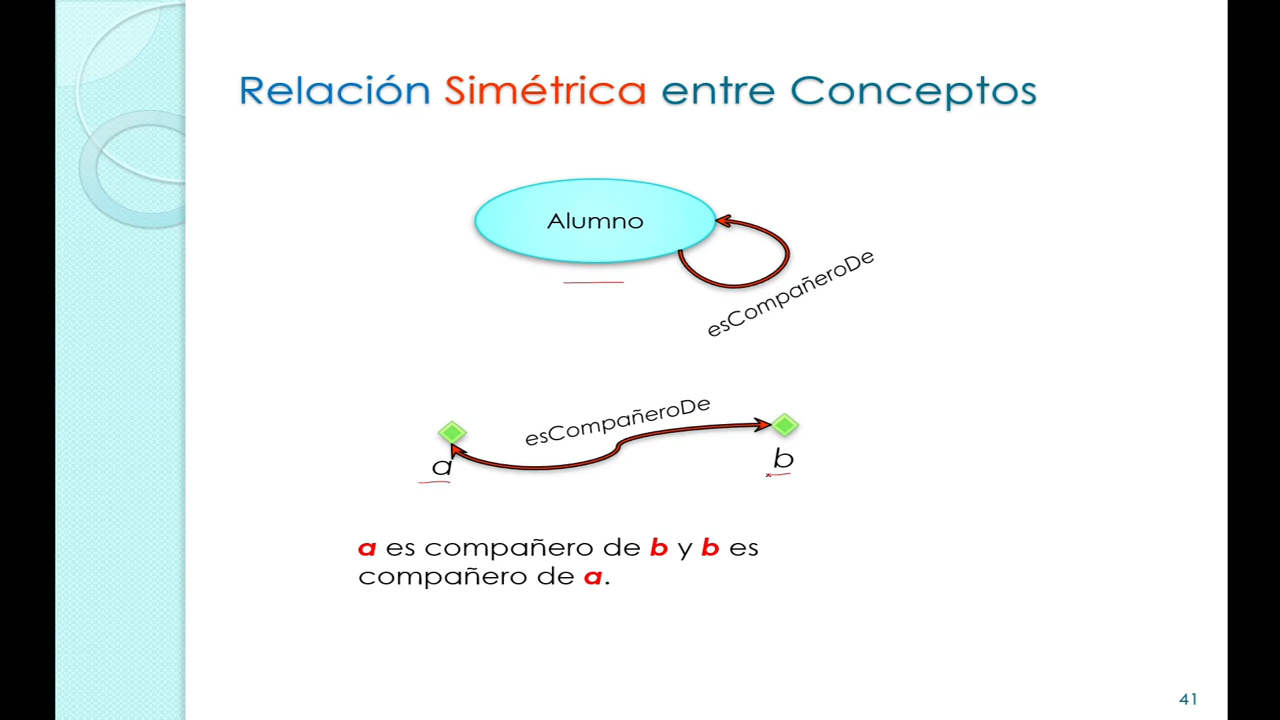 Relación Simétrica entre Conceptos
Alumno
esCompañeroDe
esCompañeroDe
a
b
a es compañero de b y b es
compañero de a.
41